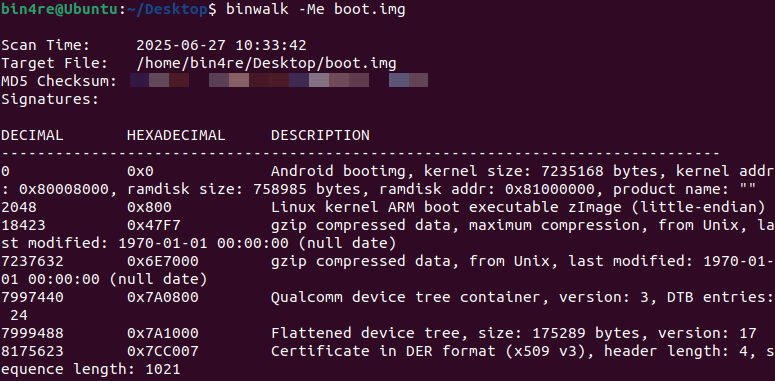 bin4re@Ubuntu:~/Desktop$ binwalk -Me boot.img
Scan Time:     2025-06-27 10:33:42
Target File:   /home/bin4re/Desktop/boot.img
MD5 Checksum:
Signatures:
DECIMAL       HEXADECIMAL     DESCRIPTION
--------------------------------------------------------------------------------
0             0x0             Android bootimg, kernel size: 7235168 bytes, kernel addr
: 0x80008000, ramdisk size: 758985 bytes, ramdisk addr: 0x81000000, product name: ""
2048          0x800           Linux kernel ARM boot executable zImage (little-endian)
18423         0x47F7          gzip compressed data, maximum compression, from Unix, la
st modified: 1970-01-01 00:00:00 (null date)
7237632       0x6E7000        gzip compressed data, from Unix, last modified: 1970-01-
01 00:00:00 (null date)
7997440       0x7A0800        Qualcomm device tree container, version: 3, DTB entries:
 24
7999488       0x7A1000        Flattened device tree, size: 175289 bytes, version: 17
8175623       0x7CC007        Certificate in DER format (x509 v3), header length: 4, s
equence length: 1021